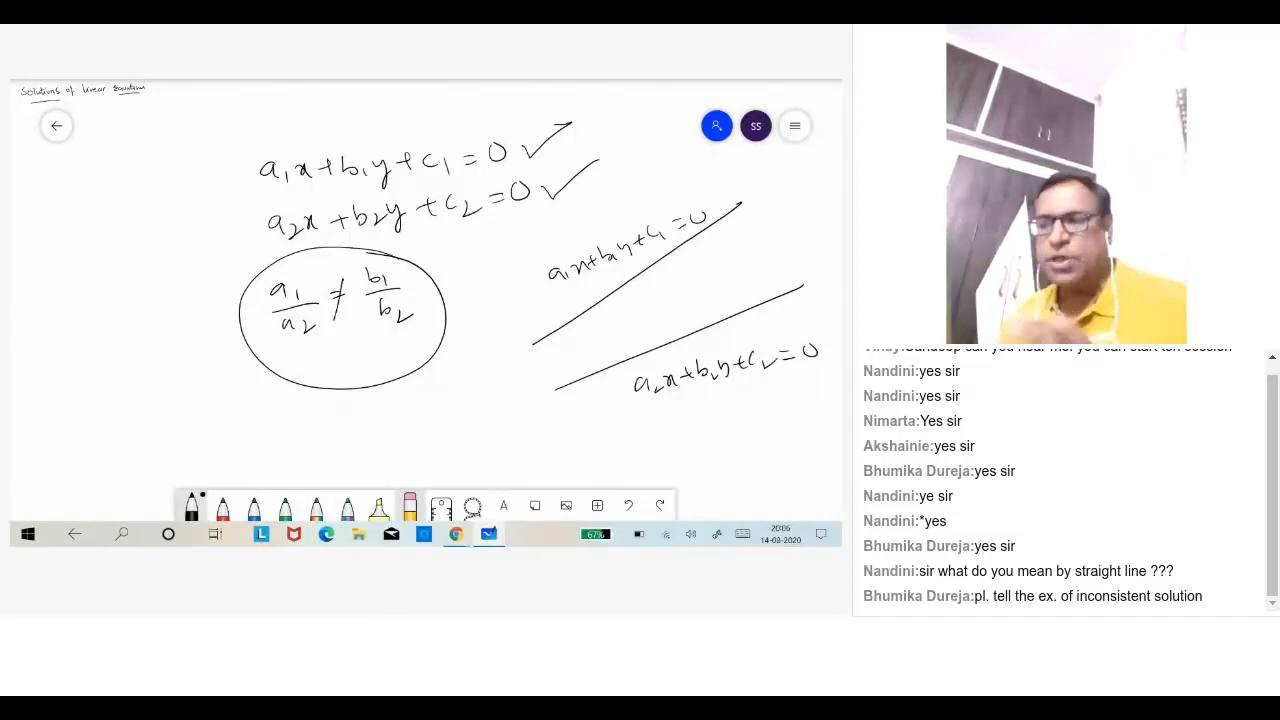 Solutions of linear Equations
SS
a₁x+b₁y+c₁=0
a₂x+b₂y+c₂=0
a₁/a₂ ≠ b₁/b₂
a₁x+b₁y+c₁=0
a₂x+b₂y+c₂=0
A
L
67%
20:06
14-08-2020
Nandini:yes sir
Nandini:yes sir
Nimarta:Yes sir
Akshainie:yes sir
Bhumika Dureja:yes sir
Nandini:ye sir
Nandini:*yes
Bhumika Dureja:yes sir
Nandini:sir what do you mean by straight line ???
Bhumika Dureja:pl. tell the ex. of inconsistent solution